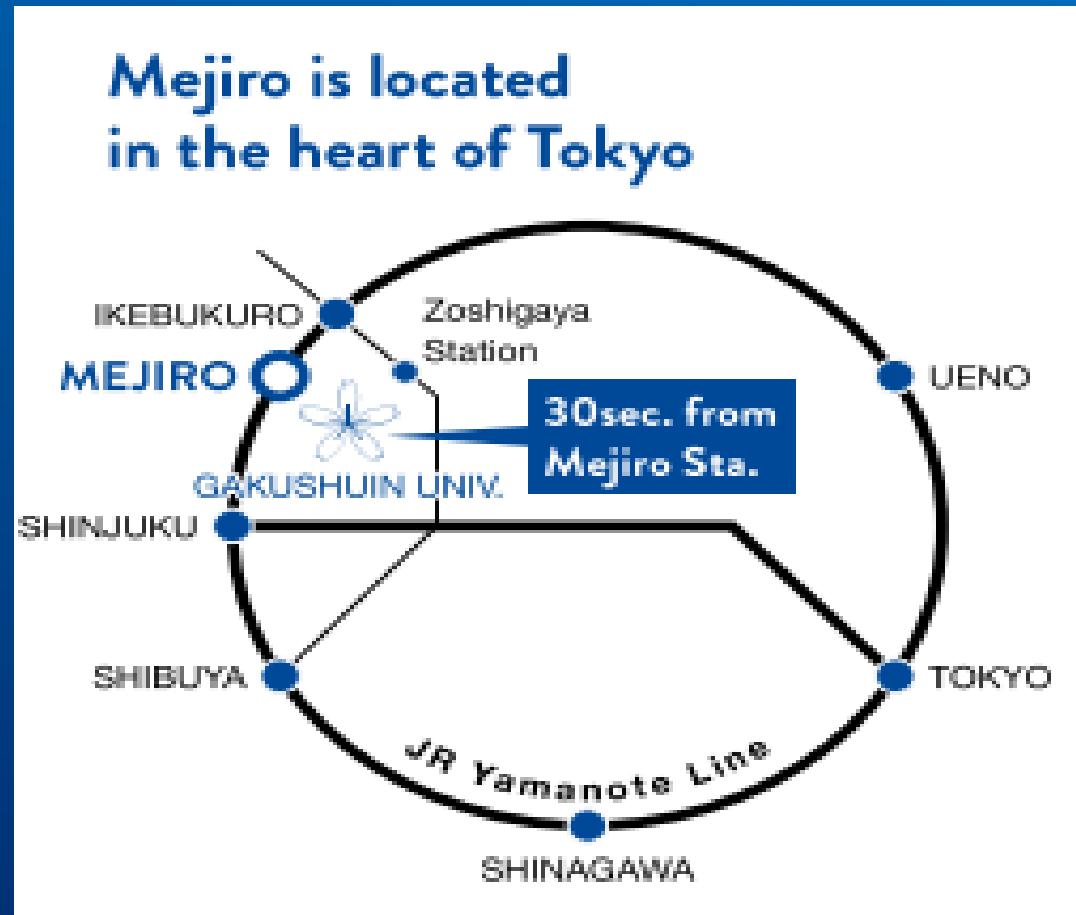 Mejiro is located
in the heart of Tokyo
IKEBUKURO
Zoshigaya
Station
MEJIRO
UENO
30sec. from
Mejiro Sta.
GAKUSHUIN UNIV.
SHINJUKU
SHIBUYA
TOKYO
JR Yamanote Line
SHINAGAWA